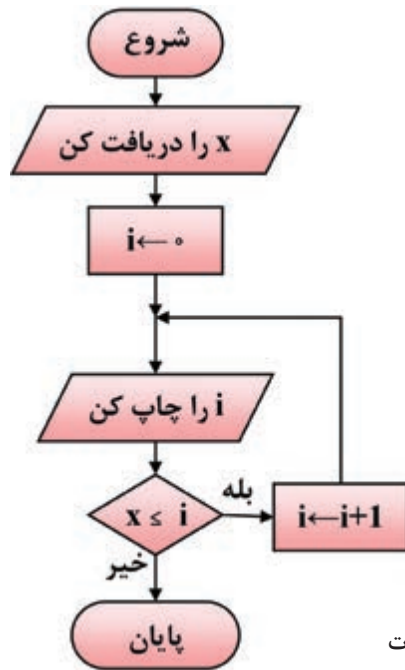 شروع
x را دریافت کن
i←۰
i را چاپ کن
x ≤ i
بله
i←i+1
خیر
پایان
ت